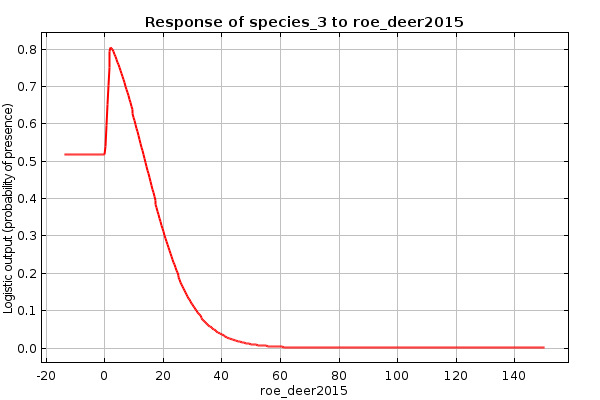 Response of species_3 to roe_deer2015
Logistic output (probability of presence)
0.8
0.7
0.6
0.5
0.4
0.3
0.2
0.1
0.0
-20 0 20 40 60 80 100 120 140
roe_deer2015